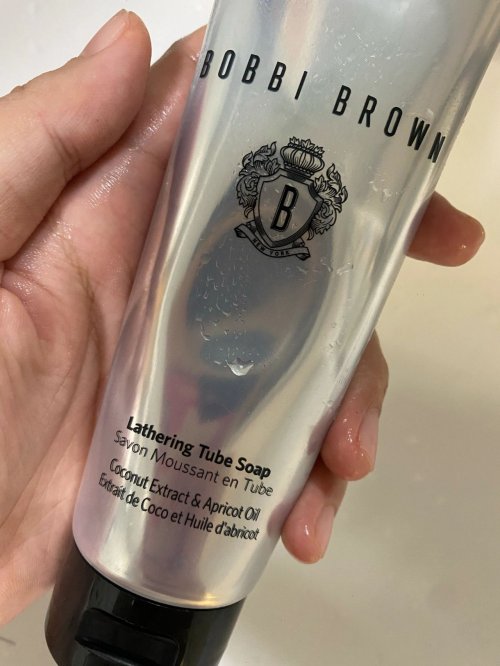 BOBBI BROWN
B
NEW YORK
Lathering Tube Soap
Savon Moussant en Tube
Coconut Extract & Apricot Oil
Extrait de Coco et Huile d'abricot